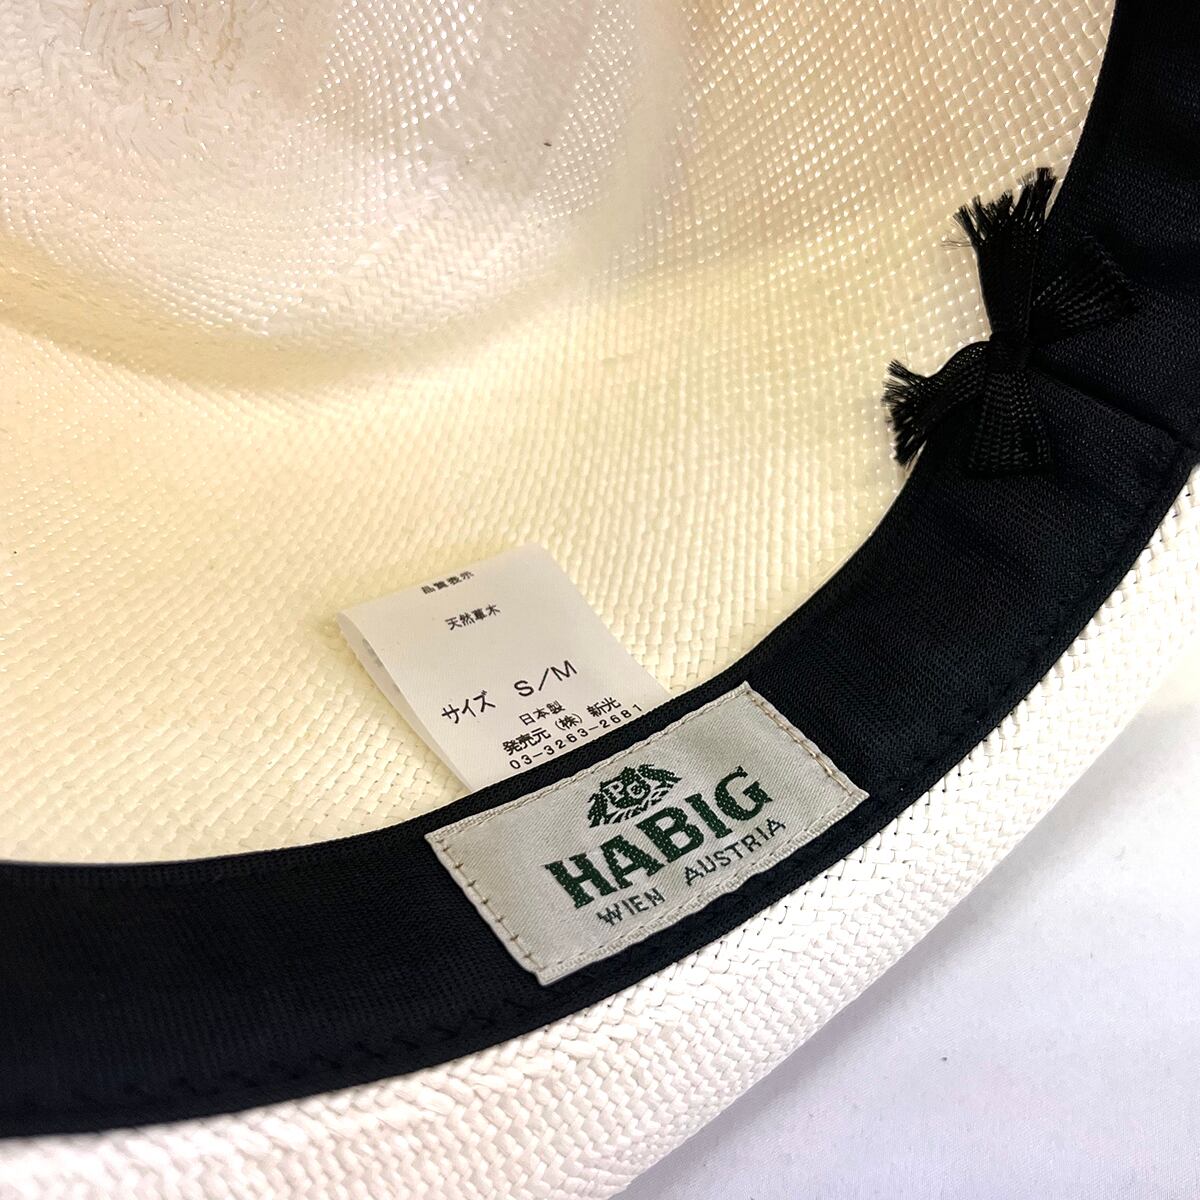 品質表示
天然草木
サイズ S/M
日本製
発売元 (株) 新光
03-3263-2681
HABIG
WIEN AUSTRIA